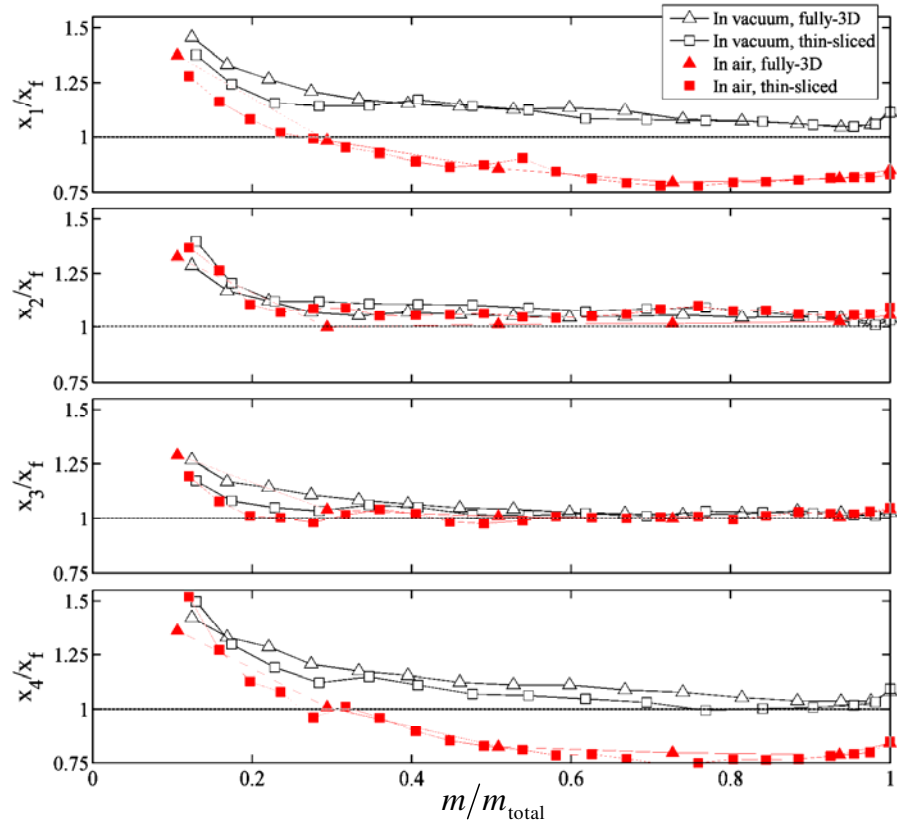 1.5
1.25
1
0.75
x1/xf
In vacuum, fully-3D
In vacuum, thin-sliced
In air, fully-3D
In air, thin-sliced
1.5
1.25
1
0.75
x2/xf
1.5
1.25
1
0.75
x3/xf
1.5
1.25
1
0.75
x4/xf
0 0.2 0.4 0.6 0.8 1
m/mtotal